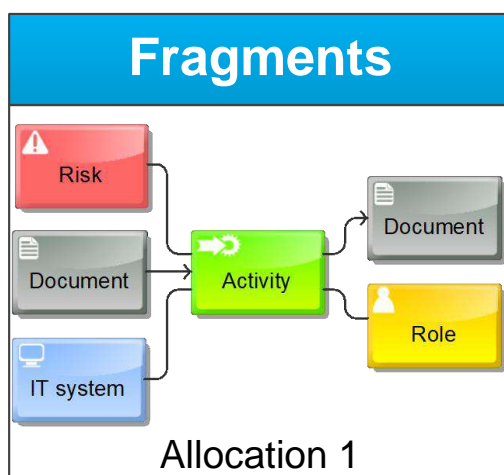 Fragments
Risk
Document
Document
Activity
IT system
Role
Allocation 1